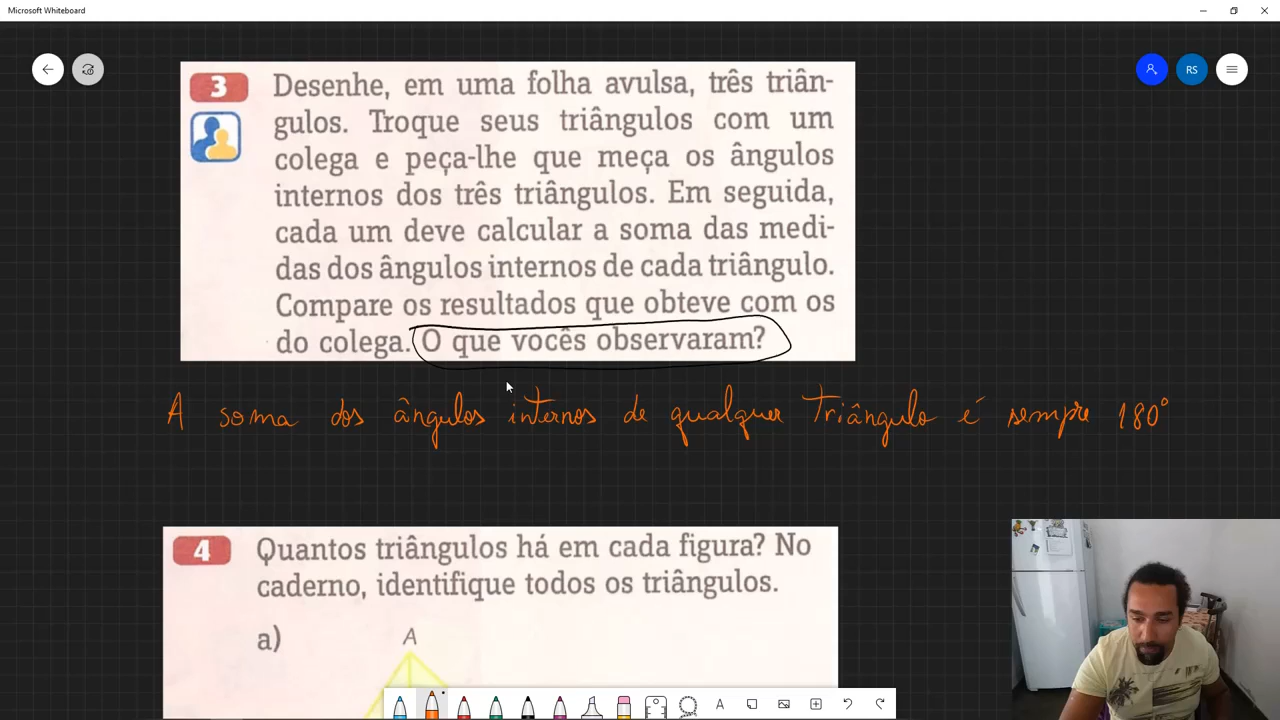 Microsoft Whiteboard
RS
3 Desenhe, em uma folha avulsa, três triân-
gulos. Troque seus triângulos com um
colega e peça-lhe que meça os ângulos
internos dos três triângulos. Em seguida,
cada um deve calcular a soma das medi-
das dos ângulos internos de cada triângulo.
Compare os resultados que obteve com os
do colega. O que vocês observaram?
A soma dos ângulos internos de qualquer triângulo é sempre 180°
4 Quantos triângulos há em cada figura? No
caderno, identifique todos os triângulos.
a) A
A